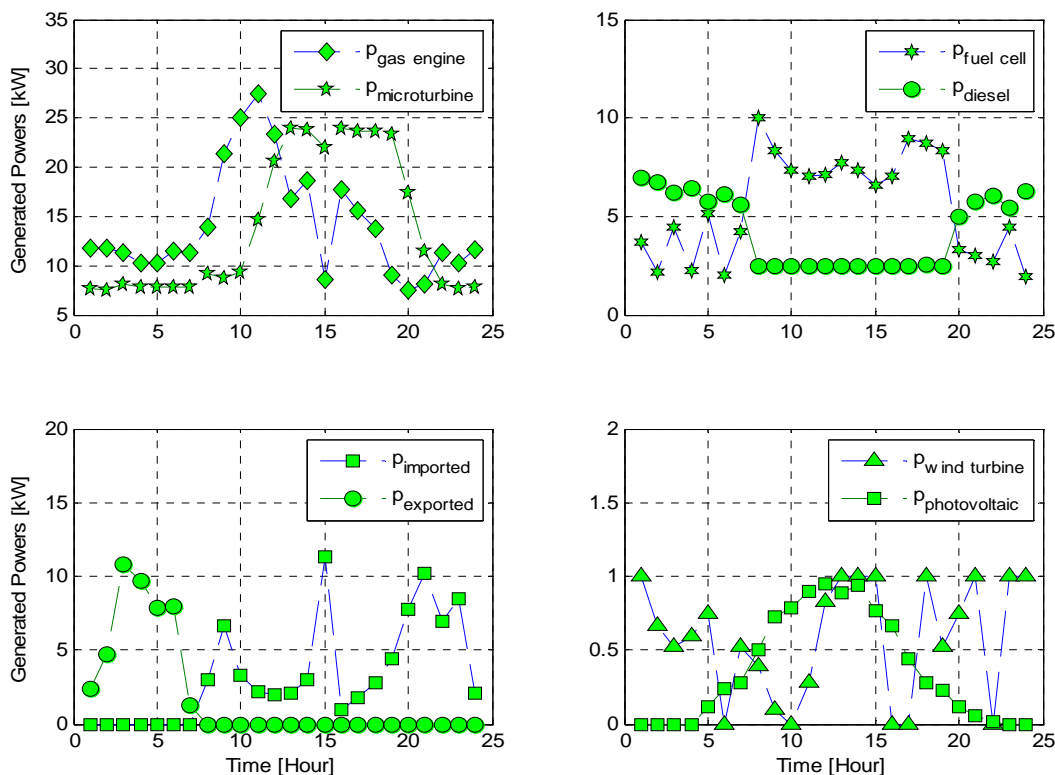 35
30
25
20
15
10
5
0 5 10 15 20 25
Generated Powers [kW]
p gas engine
p microturbine
15
10
5
0
0 5 10 15 20 25
p fuel cell
p diesel
20
15
10
5
0
0 5 10 15 20 25
Generated Powers [kW]
Time [Hour]
p imported
p exported
2
1.5
1
0.5
0
0 5 10 15 20 25
Time [Hour]
p wind turbine
p photovoltaic